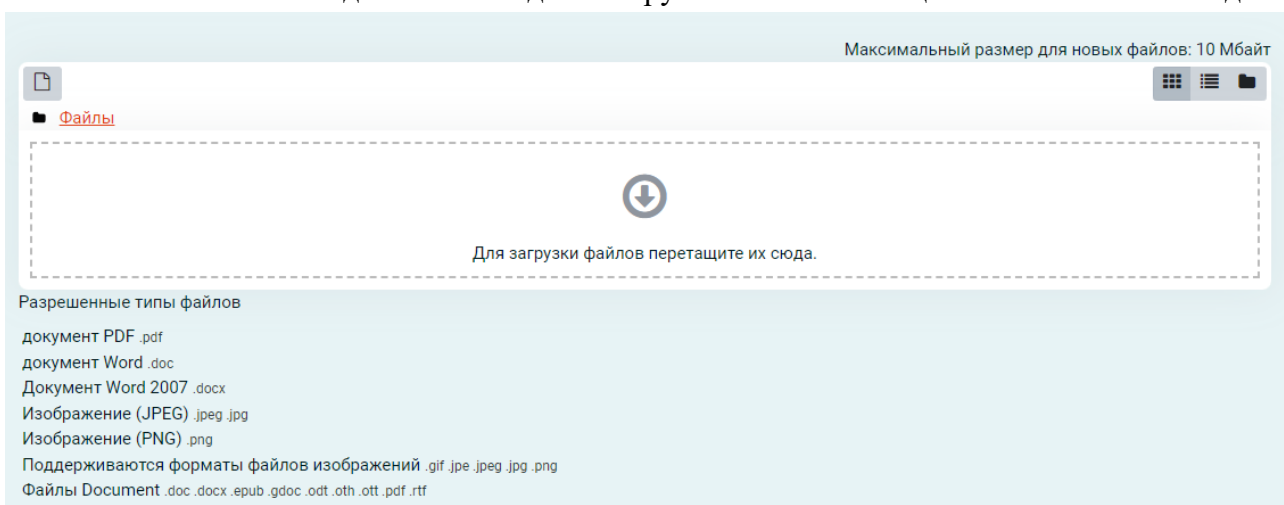 Максимальный размер для новых файлов: 10 Мбайт
Файлы
Для загрузки файлов перетащите их сюда.
Разрешенные типы файлов
документ PDF .pdf
документ Word .doc
Документ Word 2007 .docx
Изображение (JPEG) .jpeg .jpg
Изображение (PNG) .png
Поддерживаются форматы файлов изображений .gif .jpe .jpeg .jpg .png
Файлы Document .doc .docx .epub .gdoc .odt .oth .ott .pdf .rtf